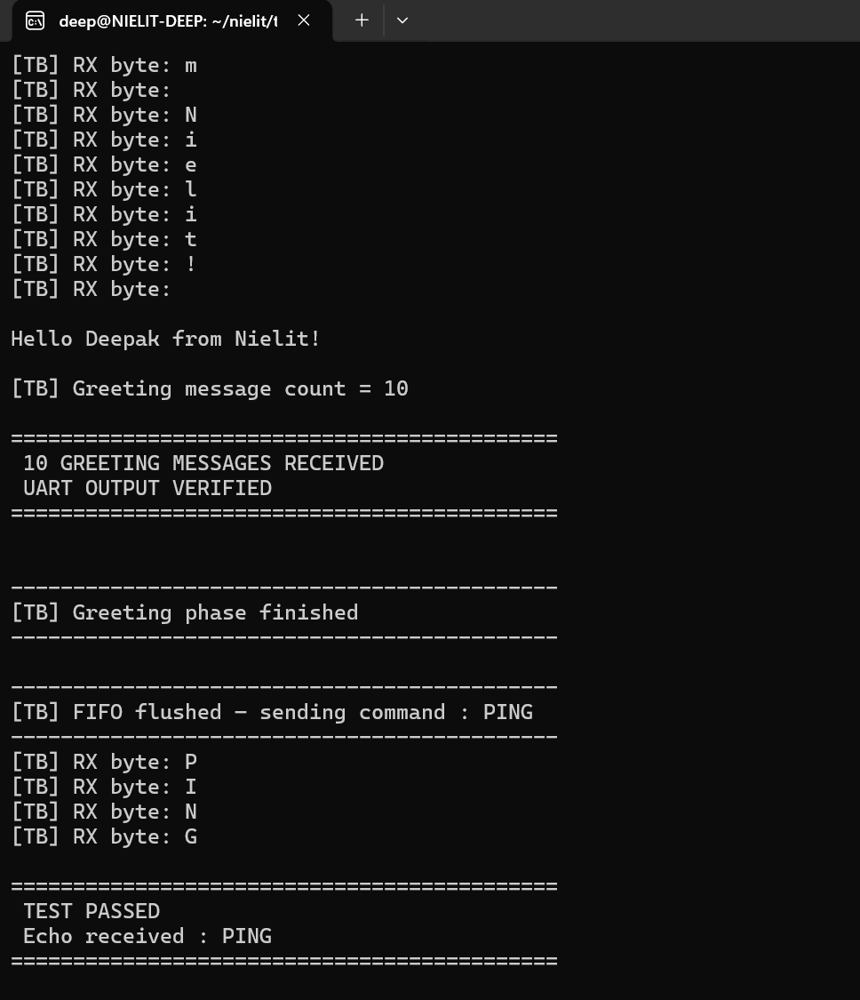 deep@NIELIT-DEEP: ~/nielit/t
[TB] RX byte: m
[TB] RX byte:
[TB] RX byte: N
[TB] RX byte: i
[TB] RX byte: e
[TB] RX byte: l
[TB] RX byte: i
[TB] RX byte: t
[TB] RX byte: !
[TB] RX byte:
Hello Deepak from Nielit!
[TB] Greeting message count = 10
============================================
10 GREETING MESSAGES RECEIVED
UART OUTPUT VERIFIED
============================================
--------------------------------------------
[TB] Greeting phase finished
--------------------------------------------
--------------------------------------------
[TB] FIFO flushed — sending command : PING
--------------------------------------------
[TB] RX byte: P
[TB] RX byte: I
[TB] RX byte: N
[TB] RX byte: G
============================================
TEST PASSED
Echo received : PING
============================================